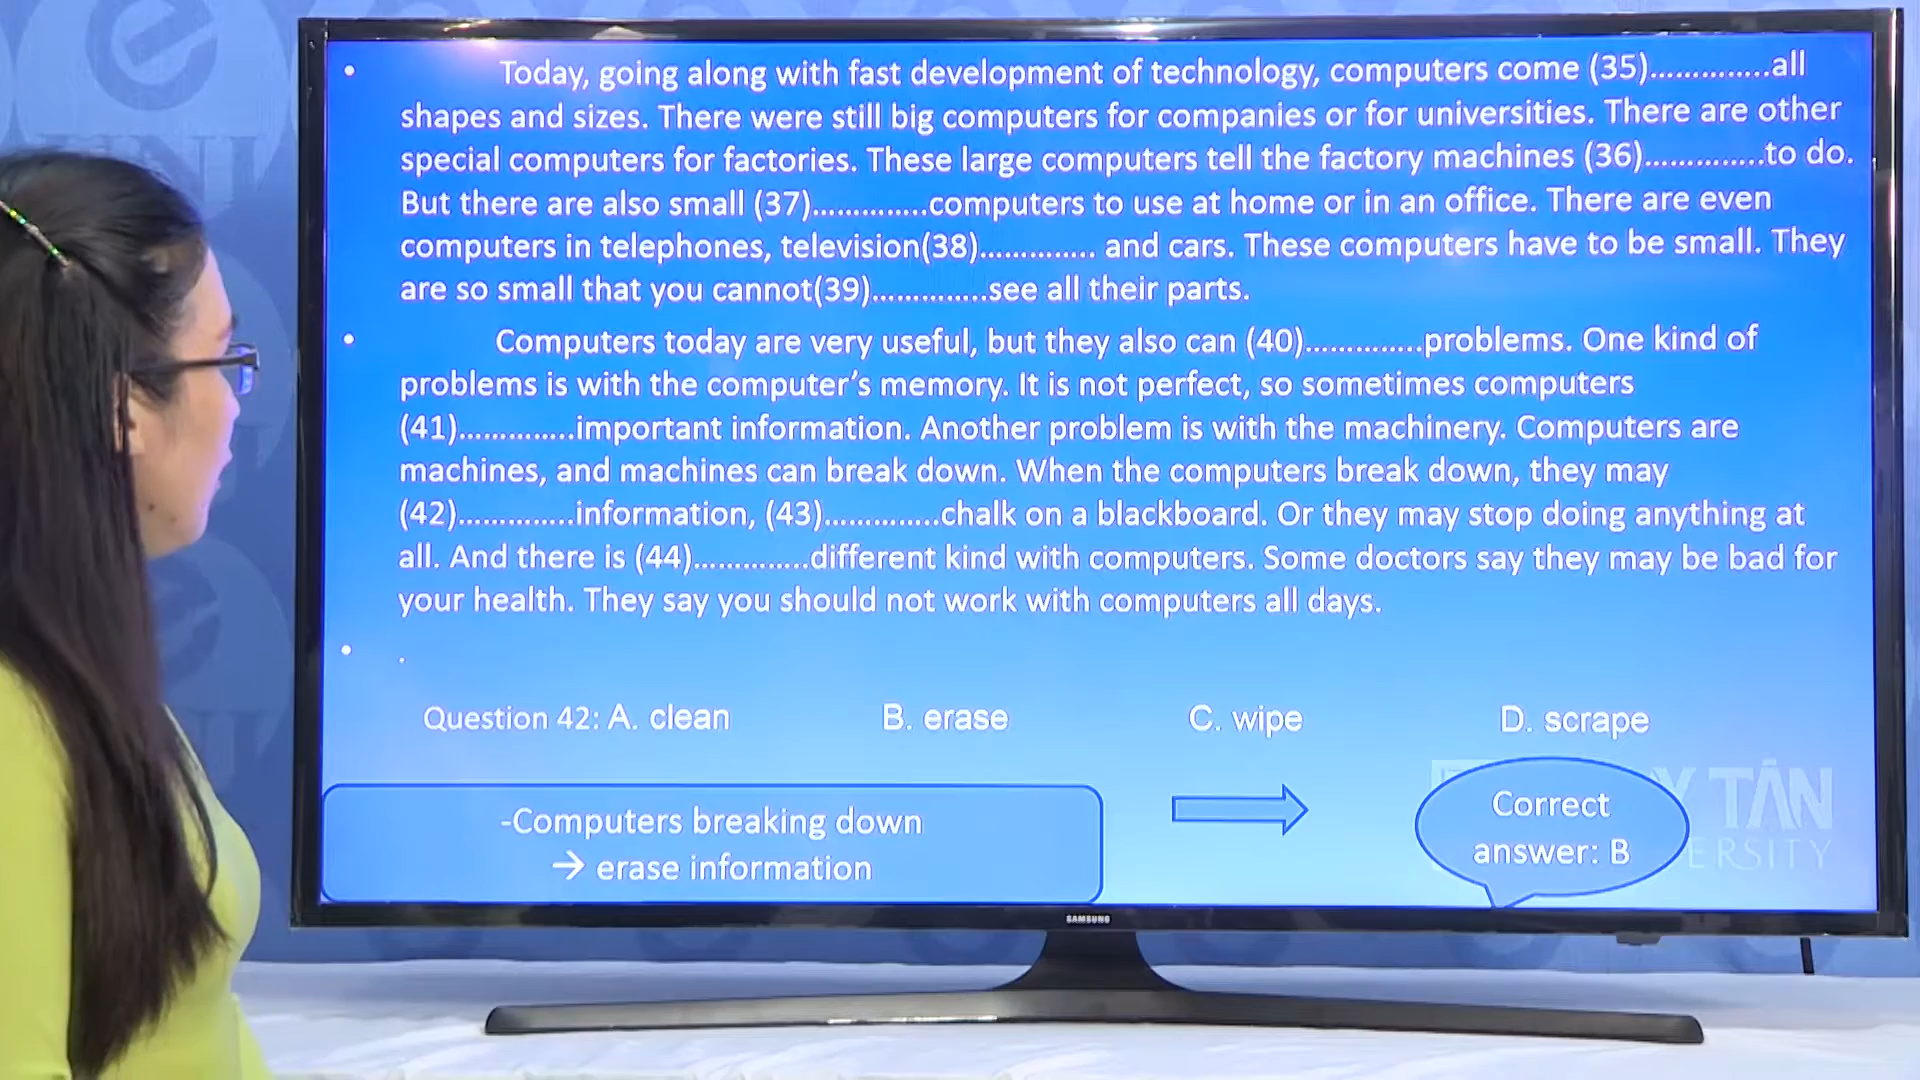 • Today, going along with fast development of technology, computers come (35)..............all
shapes and sizes. There were still big computers for companies or for universities. There are other
special computers for factories. These large computers tell the factory machines (36)..............to do.
But there are also small (37)..............computers to use at home or in an office. There are even
computers in telephones, television(38).............. and cars. These computers have to be small. They
are so small that you cannot(39)..............see all their parts.
• Computers today are very useful, but they also can (40)..............problems. One kind of
problems is with the computer’s memory. It is not perfect, so sometimes computers
(41)..............important information. Another problem is with the machinery. Computers are
machines, and machines can break down. When the computers break down, they may
(42)..............information, (43)..............chalk on a blackboard. Or they may stop doing anything at
all. And there is (44)..............different kind with computers. Some doctors say they may be bad for
your health. They say you should not work with computers all days.
• .
Question 42: A. clean B. erase C. wipe D. scrape
-Computers breaking down
→ erase information
Correct
answer: B
Y TÂN
ERSITY
SAMSUNG